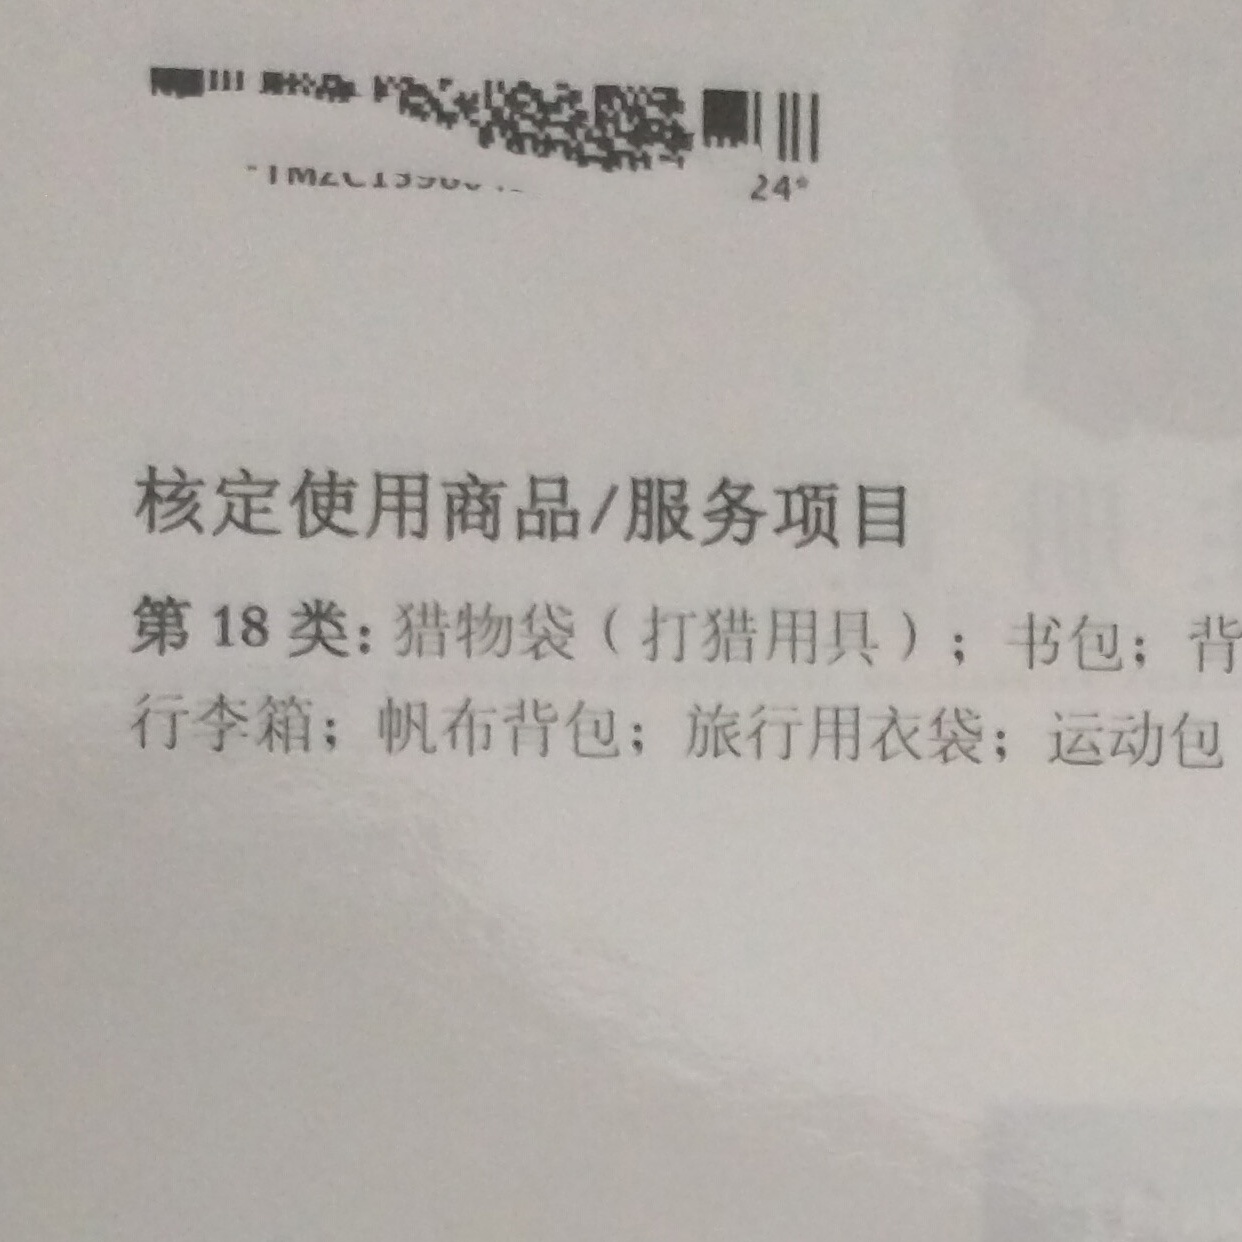 24*
核定使用商品/服务项目
第 18 类: 猎物袋（打猎用具）; 书包; 背
行李箱; 帆布背包; 旅行用衣袋; 运动包